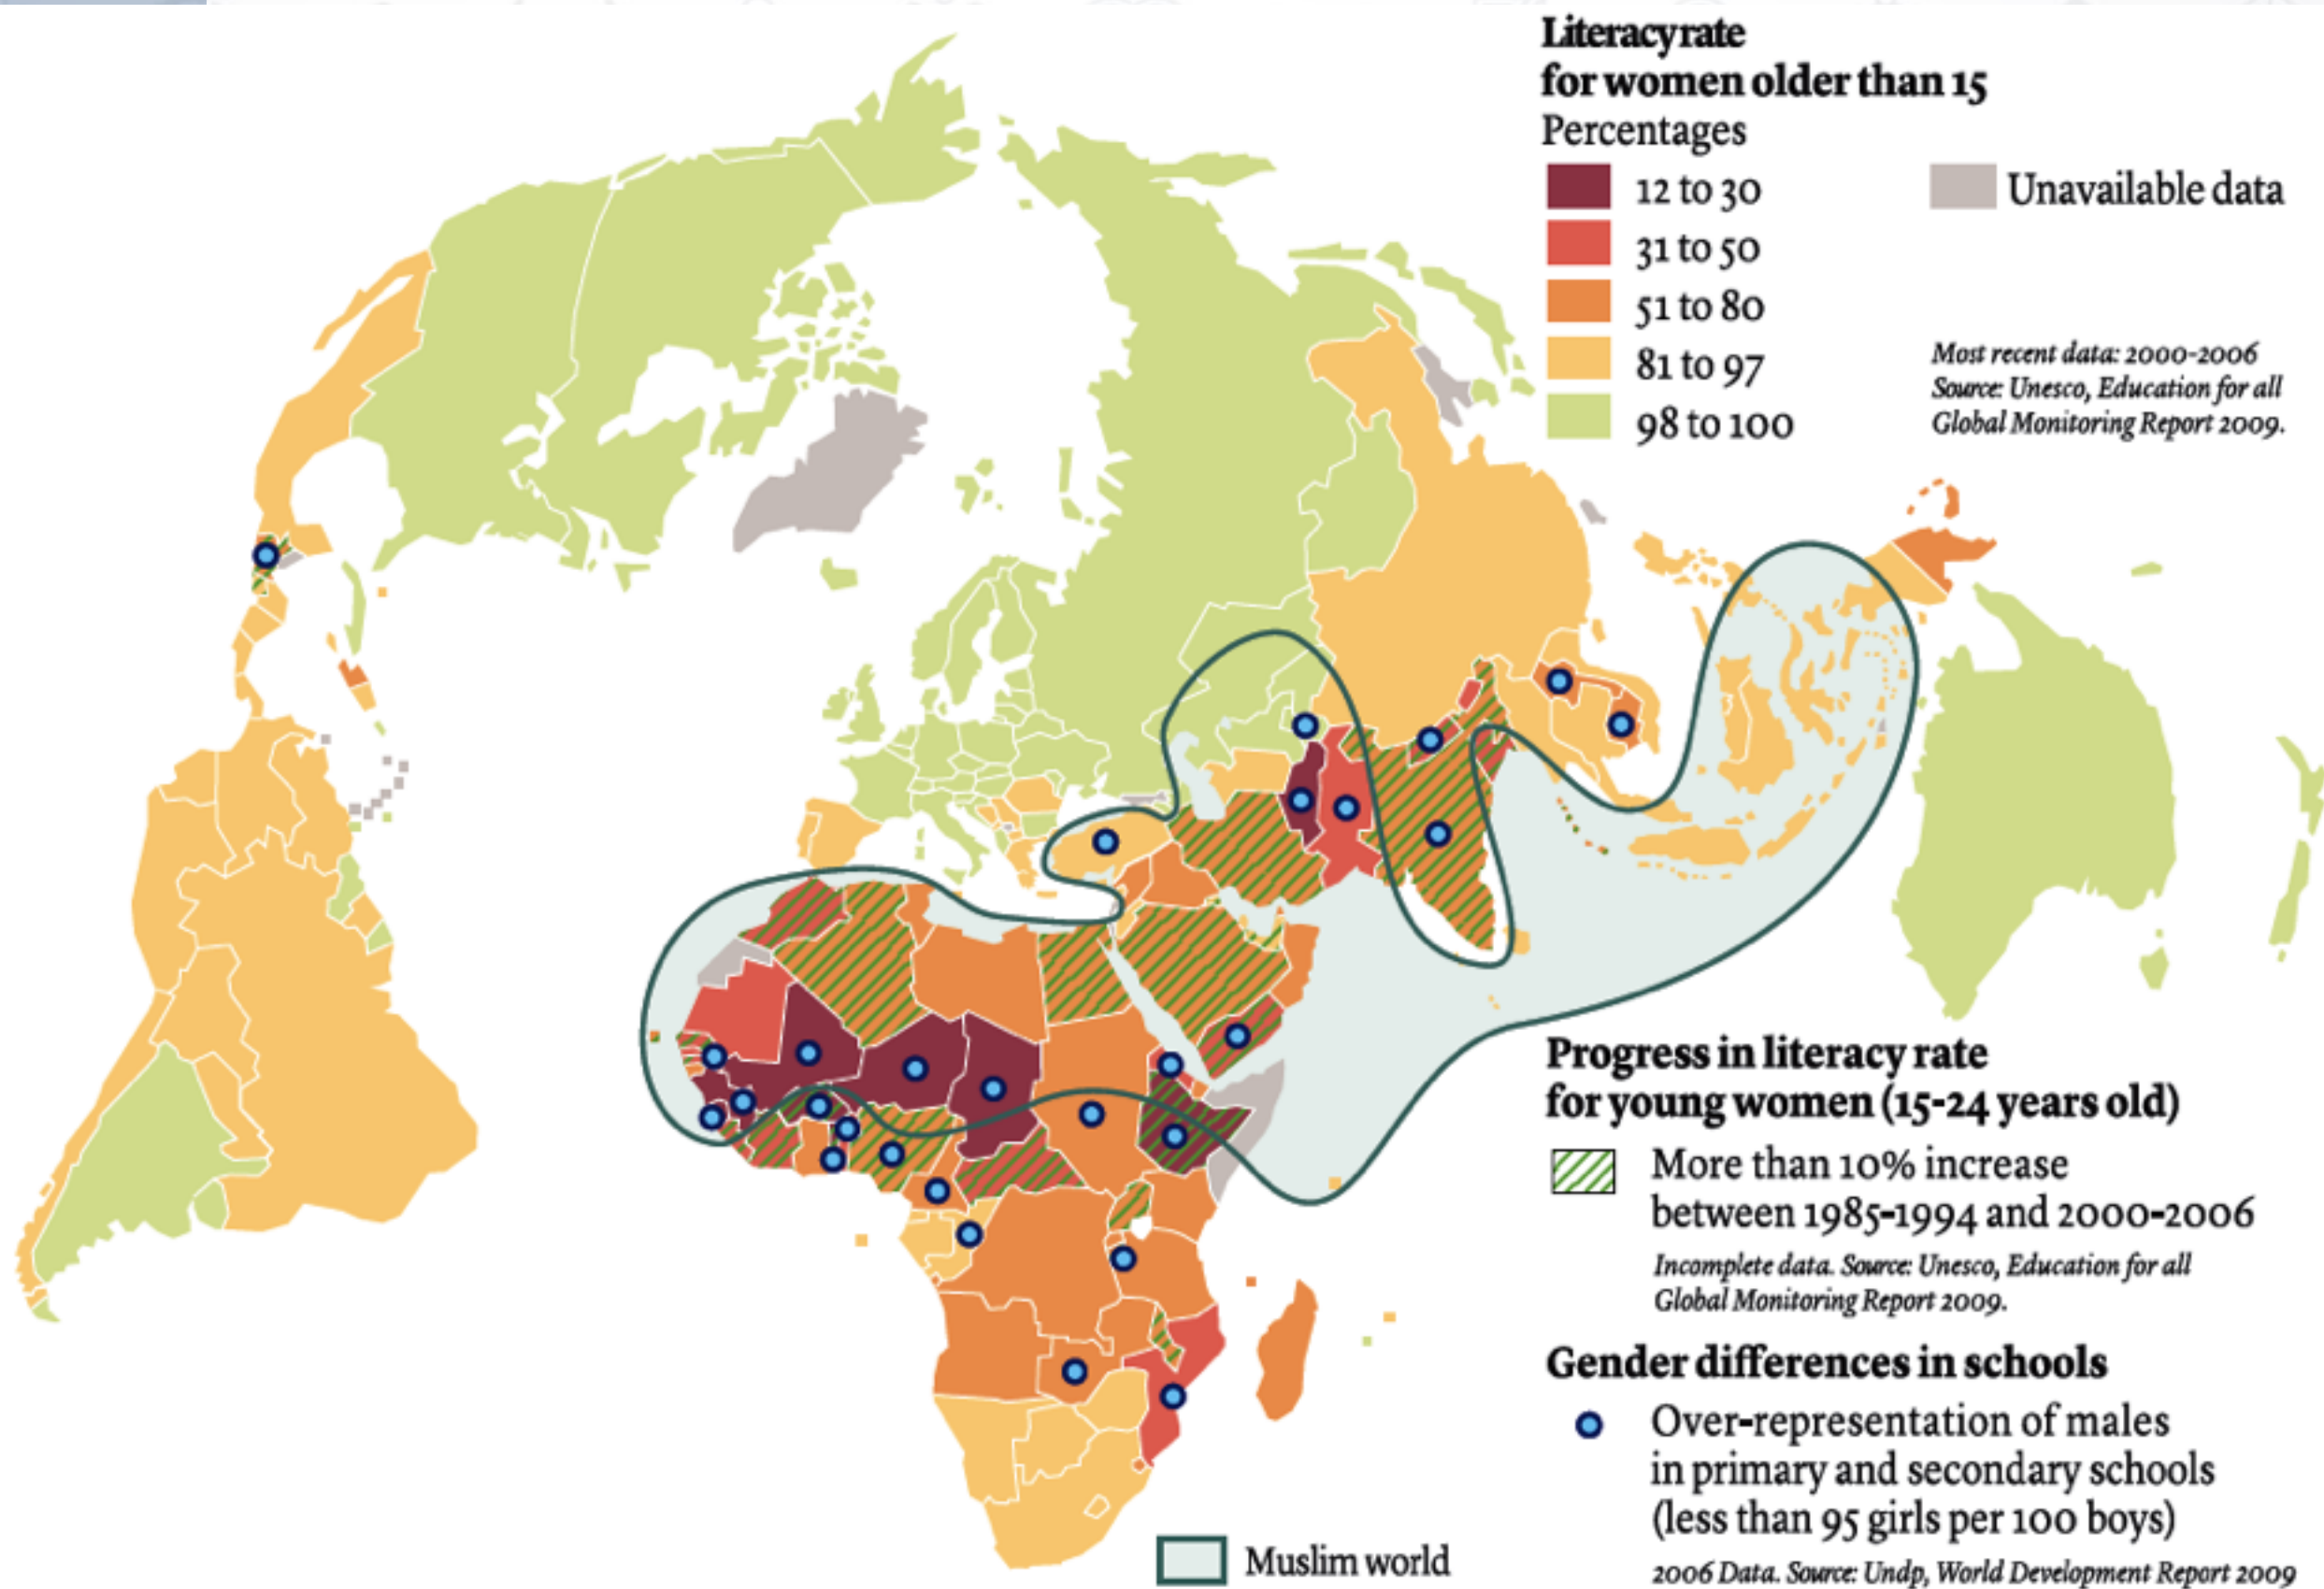 Literacy rate
for women older than 15
Percentages
12 to 30
31 to 50
51 to 80
81 to 97
98 to 100
Unavailable data
Most recent data: 2000-2006
Source: Unesco, Education for all
Global Monitoring Report 2009.
Progress in literacy rate
for young women (15-24 years old)
More than 10% increase
between 1985-1994 and 2000-2006
Incomplete data. Source: Unesco, Education for all
Global Monitoring Report 2009.
Gender differences in schools
Over-representation of males
in primary and secondary schools
(less than 95 girls per 100 boys)
2006 Data. Source: Undp, World Development Report 2009
Muslim world